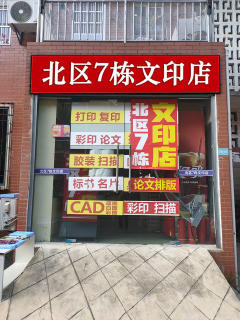 北区7栋文印店
打印 复印
彩印 论文
胶装 扫描
标书 名片
CAD
文印店
北区7栋
论文排版
彩印 扫描